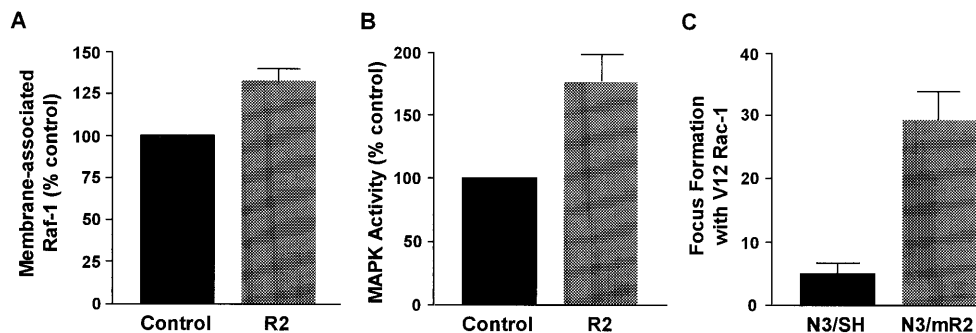 A
Membrane-associated
Raf-1 (% control)
150
125
100
75
50
25
0
Control
R2
B
MAPK Activity (% control)
200
150
100
50
0
Control
R2
C
Focus Formation
with V12 Rac-1
40
30
20
10
0
N3/SH
N3/mR2